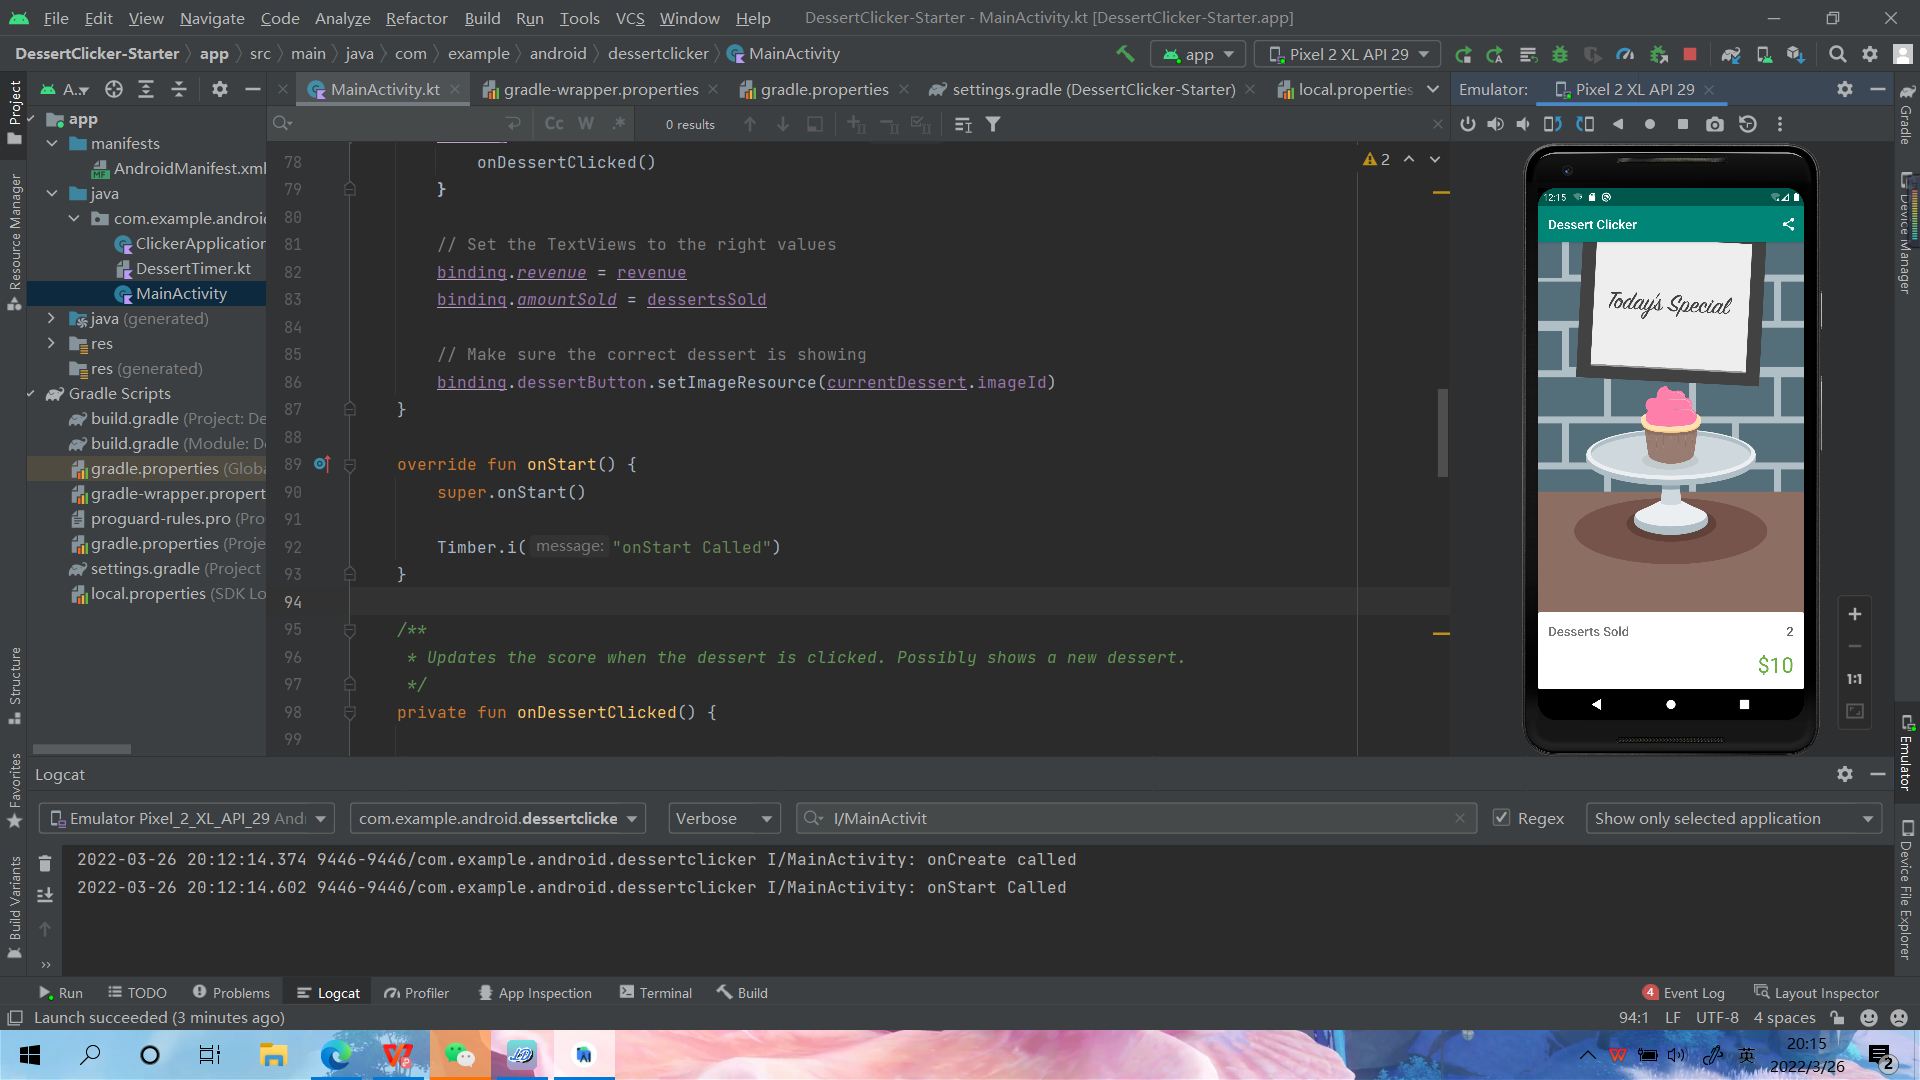 File Edit View Navigate Code Analyze Refactor Build Run Tools VCS Window Help DessertClicker-Starter - MainActivity.kt [DessertClicker-Starter.app]
DessertClicker-Starter app src main java com example android dessertclicker MainActivity app Pixel 2 XL API 29
A.. MainActivity.kt gradle-wrapper.properties gradle.properties settings.gradle (DessertClicker-Starter) local.properties Emulator: Pixel 2 XL API 29
Cc W .* 0 results
Project
Resource Manager
Structure
Favorites
Build Variants
app
manifests
AndroidManifest.xml
java
com.example.android
ClickerApplication
DessertTimer.kt
MainActivity
java (generated)
res
res (generated)
Gradle Scripts
build.gradle (Project: De
build.gradle (Module: De
gradle.properties (Globa
gradle-wrapper.propert
proguard-rules.pro (Pro
gradle.properties (Proje
settings.gradle (Project
local.properties (SDK Lo
2
78 onDessertClicked()
79 }
80
81 // Set the TextViews to the right values
82 binding.revenue = revenue
83 binding.amountSold = dessertsSold
84
85 // Make sure the correct dessert is showing
86 binding.dessertButton.setImageResource(currentDessert.imageId)
87 }
88
89 override fun onStart() {
90 super.onStart()
91
92 Timber.i( message: "onStart Called")
93 }
94
95 /**
96 * Updates the score when the dessert is clicked. Possibly shows a new dessert.
97 */
98 private fun onDessertClicked() {
99
12:15
Dessert Clicker
Today's Special
Desserts Sold 2
$10
1:1
Gradle
Device Manager
Emulator
Device File Explorer
Logcat
Emulator Pixel_2_XL_API_29 And com.example.android.dessertclicke Verbose I/MainActivit Regex Show only selected application
2022-03-26 20:12:14.374 9446-9446/com.example.android.dessertclicker I/MainActivity: onCreate called
2022-03-26 20:12:14.602 9446-9446/com.example.android.dessertclicker I/MainActivity: onStart Called
Run TODO Problems Logcat Profiler App Inspection Terminal Build 4 Event Log Layout Inspector
Launch succeeded (3 minutes ago) 94:1 LF UTF-8 4 spaces
英 20:15
2022/3/26 2